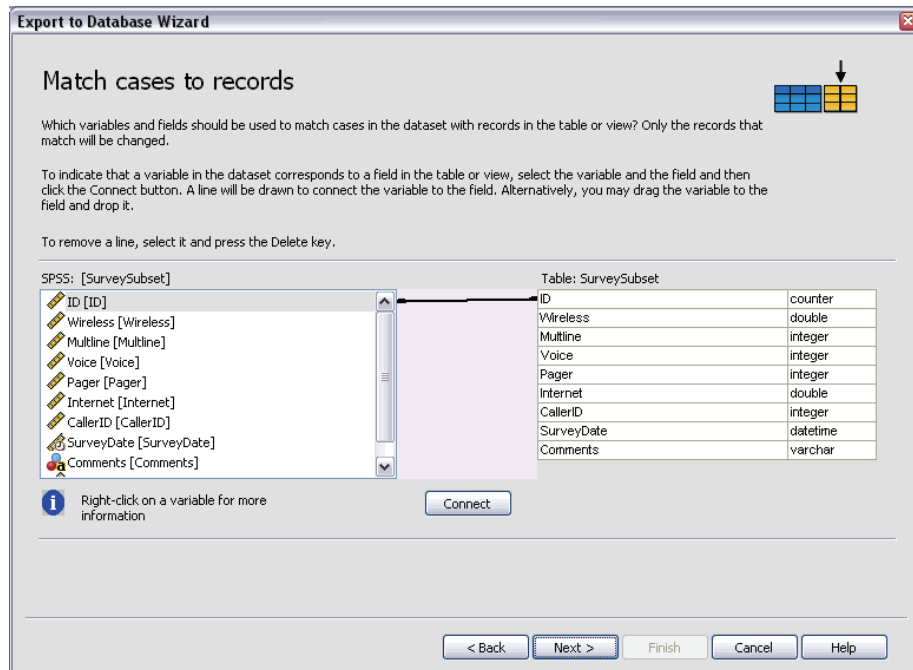 Export to Database Wizard
Match cases to records
Which variables and fields should be used to match cases in the dataset with records in the table or view? Only the records that
match will be changed.
To indicate that a variable in the dataset corresponds to a field in the table or view, select the variable and the field and then
click the Connect button. A line will be drawn to connect the variable to the field. Alternatively, you may drag the variable to the
field and drop it.
To remove a line, select it and press the Delete key.
SPSS: [SurveySubset]
ID [ID]
Wireless [Wireless]
Multline [Multline]
Voice [Voice]
Pager [Pager]
Internet [Internet]
CallerID [CallerID]
SurveyDate [SurveyDate]
Comments [Comments]
Table: SurveySubset
ID counter
Wireless double
Multline integer
Voice integer
Pager integer
Internet double
CallerID integer
SurveyDate datetime
Comments varchar
Right-click on a variable for more
information
Connect
< Back Next > Finish Cancel Help